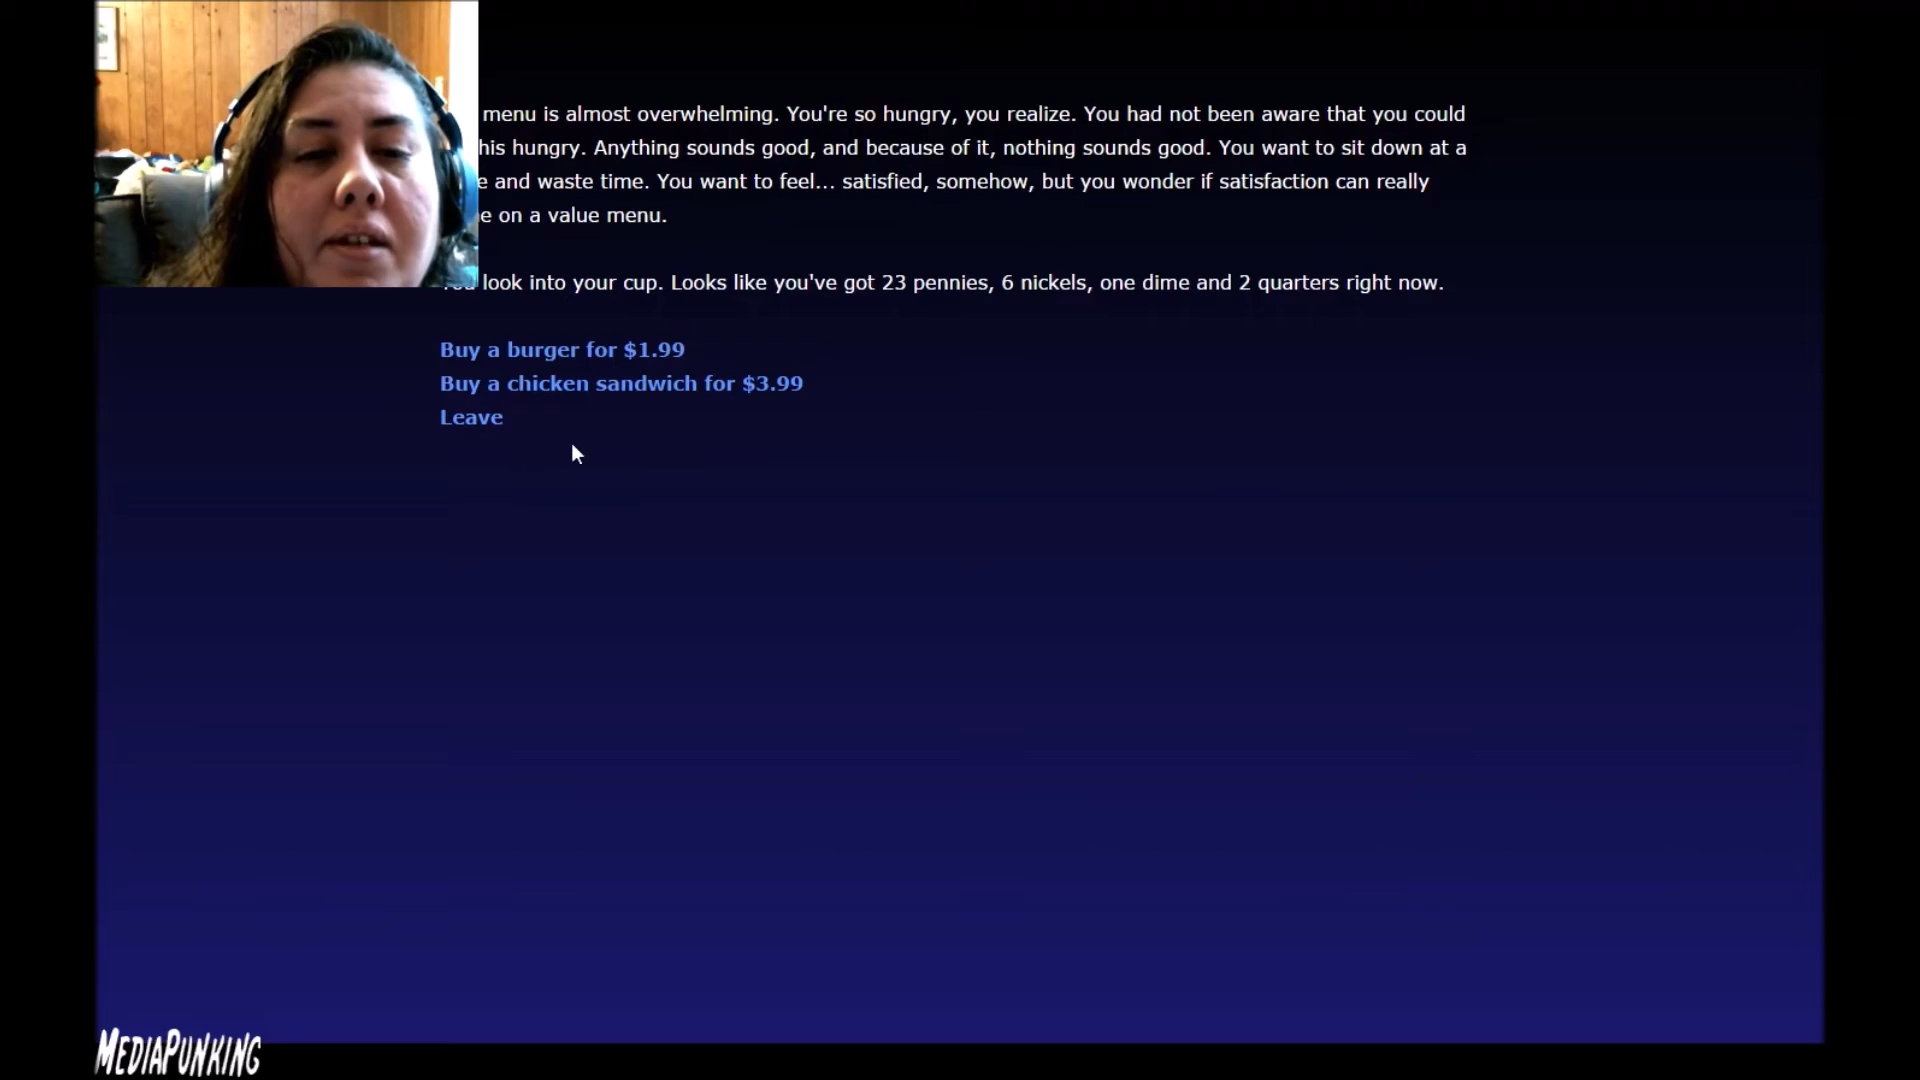 menu is almost overwhelming. You're so hungry, you realize. You had not been aware that you could
his hungry. Anything sounds good, and because of it, nothing sounds good. You want to sit down at a
e and waste time. You want to feel... satisfied, somehow, but you wonder if satisfaction can really
e on a value menu.
look into your cup. Looks like you've got 23 pennies, 6 nickels, one dime and 2 quarters right now.
Buy a burger for $1.99
Buy a chicken sandwich for $3.99
Leave
MEDIAPUNKING